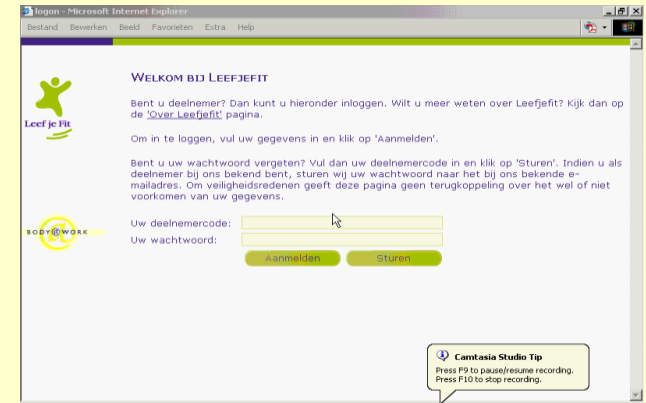 logon - Microsoft Internet Explorer
Bestand Bewerken Beeld Favorieten Extra Help
WELKOM BIJ LEEFJEFIT
Bent u deelnemer? Dan kunt u hieronder inloggen. Wilt u meer weten over Leefjefit? Kijk dan op
de 'Over Leefjefit' pagina.
Leef je Fit
Om in te loggen, vul uw gegevens in en klik op 'Aanmelden'.
Bent u uw wachtwoord vergeten? Vul dan uw deelnemercode in en klik op 'Sturen'. Indien u als
deelnemer bij ons bekend bent, sturen wij uw wachtwoord naar het bij ons bekende e-
mailadres. Om veiligheidsredenen geeft deze pagina geen terugkoppeling over het wel of niet
voorkomen van uw gegevens.
BODY@WORK
Uw deelnemercode:
Uw wachtwoord:
Aanmelden Sturen
Camtasia Studio Tip
Press F9 to pause/resume recording.
Press F10 to stop recording.